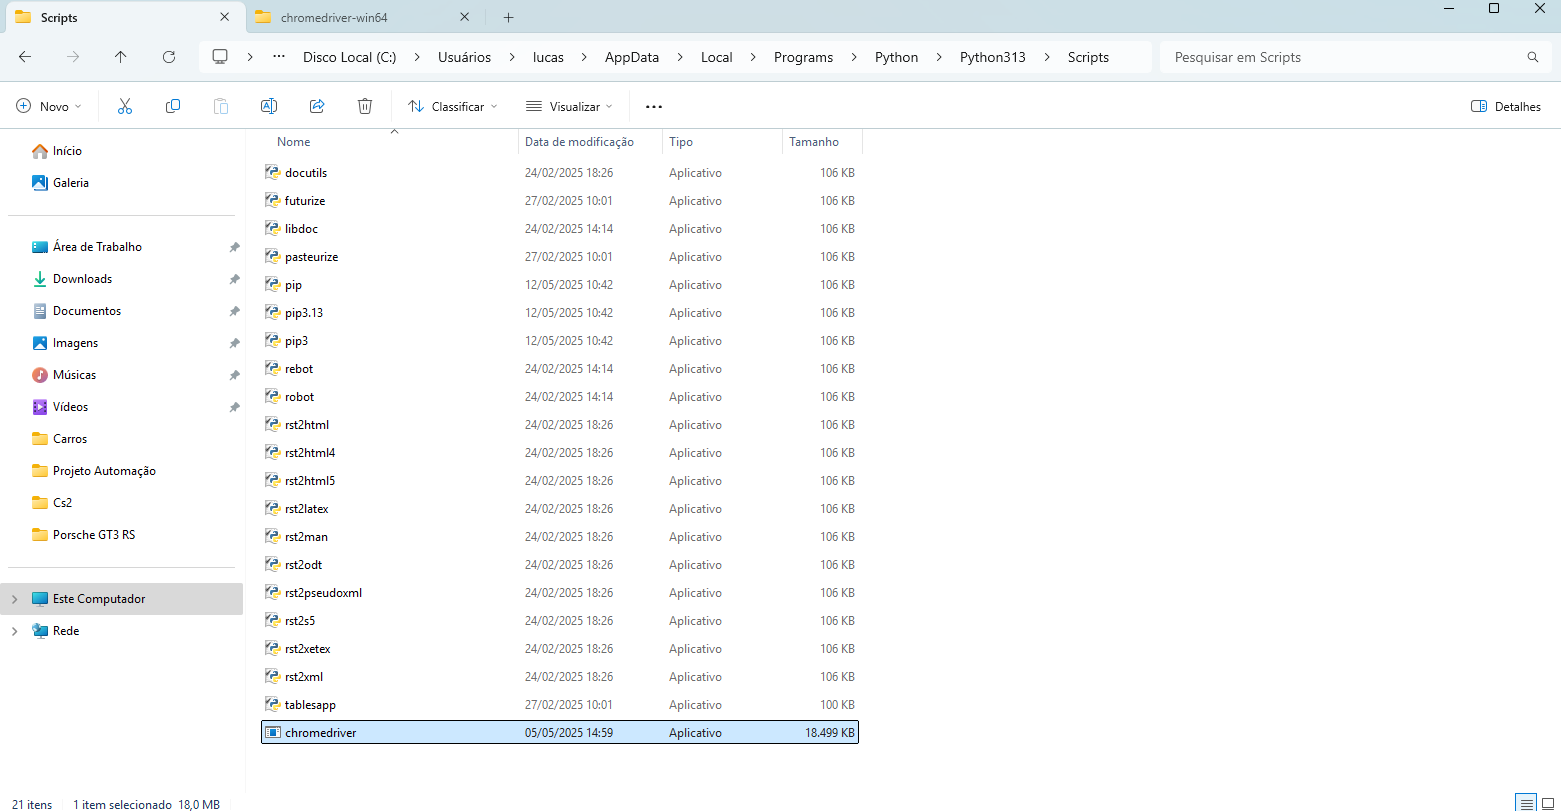 Scripts chromedriver-win64
Disco Local (C:) Usuários lucas AppData Local Programs Python Python313 Scripts Pesquisar em Scripts
Novo Classificar Visualizar Detalhes
Nome Data de modificação Tipo Tamanho
Início
Galeria
Área de Trabalho
Downloads
Documentos
Imagens
Músicas
Vídeos
Carros
Projeto Automação
Cs2
Porsche GT3 RS
Este Computador
Rede
docutils 24/02/2025 18:26 Aplicativo 106 KB
futurize 27/02/2025 10:01 Aplicativo 106 KB
libdoc 24/02/2025 14:14 Aplicativo 106 KB
pasteurize 27/02/2025 10:01 Aplicativo 106 KB
pip 12/05/2025 10:42 Aplicativo 106 KB
pip3.13 12/05/2025 10:42 Aplicativo 106 KB
pip3 12/05/2025 10:42 Aplicativo 106 KB
rebot 24/02/2025 14:14 Aplicativo 106 KB
robot 24/02/2025 14:14 Aplicativo 106 KB
rst2html 24/02/2025 18:26 Aplicativo 106 KB
rst2html4 24/02/2025 18:26 Aplicativo 106 KB
rst2html5 24/02/2025 18:26 Aplicativo 106 KB
rst2latex 24/02/2025 18:26 Aplicativo 106 KB
rst2man 24/02/2025 18:26 Aplicativo 106 KB
rst2odt 24/02/2025 18:26 Aplicativo 106 KB
rst2pseudoxml 24/02/2025 18:26 Aplicativo 106 KB
rst2s5 24/02/2025 18:26 Aplicativo 106 KB
rst2xetex 24/02/2025 18:26 Aplicativo 106 KB
rst2xml 24/02/2025 18:26 Aplicativo 106 KB
tablesapp 27/02/2025 10:01 Aplicativo 100 KB
chromedriver 05/05/2025 14:59 Aplicativo 18.499 KB
21 itens 1 item selecionado 18,0 MB